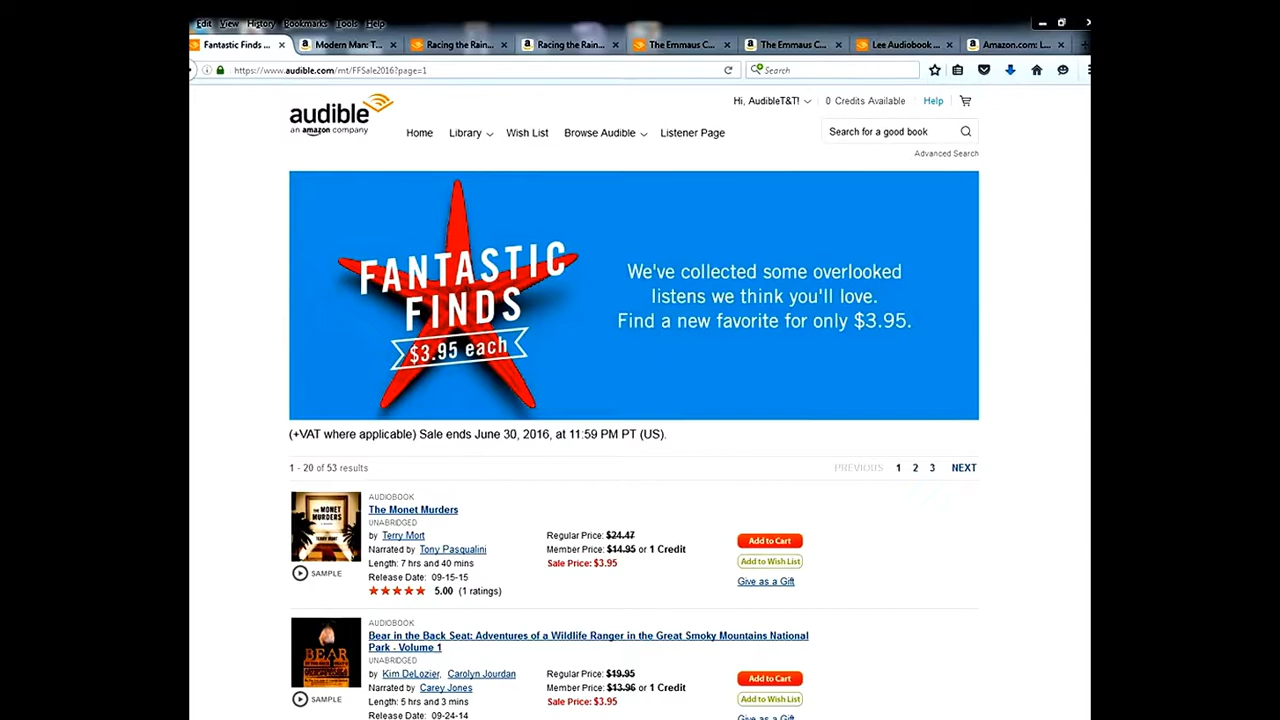 Edit View History Bookmarks Tools Help
Fantastic Finds ... × Modern Man: T... × Racing the Rain... × Racing the Rain... × The Emmaus C... × The Emmaus C... × Lee Audiobook ... × Amazon.com: L... × +
https://www.audible.com/mt/FFSale2016?page=1
Search
audible
an amazon company
Hi, AudibleT&T! 0 Credits Available Help
Home Library Wish List Browse Audible Listener Page
Search for a good book
Advanced Search
FANTASTIC
FINDS
$3.95 each
We've collected some overlooked
listens we think you'll love.
Find a new favorite for only $3.95.
(+VAT where applicable) Sale ends June 30, 2016, at 11:59 PM PT (US).
1 - 20 of 53 results
PREVIOUS 1 2 3 NEXT
THE MONET
MURDERS
TERRY MORT
SAMPLE
AUDIOBOOK
The Monet Murders
UNABRIDGED
by Terry Mort
Narrated by Tony Pasqualini
Length: 7 hrs and 40 mins
Release Date: 09-15-15
5.00 (1 ratings)
Regular Price: $24.47
Member Price: $14.95 or 1 Credit
Sale Price: $3.95
Add to Cart
Add to Wish List
Give as a Gift
BEAR
SAMPLE
AUDIOBOOK
Bear in the Back Seat: Adventures of a Wildlife Ranger in the Great Smoky Mountains National
Park - Volume 1
UNABRIDGED
by Kim DeLozier, Carolyn Jourdan
Narrated by Carey Jones
Length: 5 hrs and 3 mins
Release Date: 09-24-14
Regular Price: $19.95
Member Price: $13.96 or 1 Credit
Sale Price: $3.95
Add to Cart
Add to Wish List
Give as a Gift